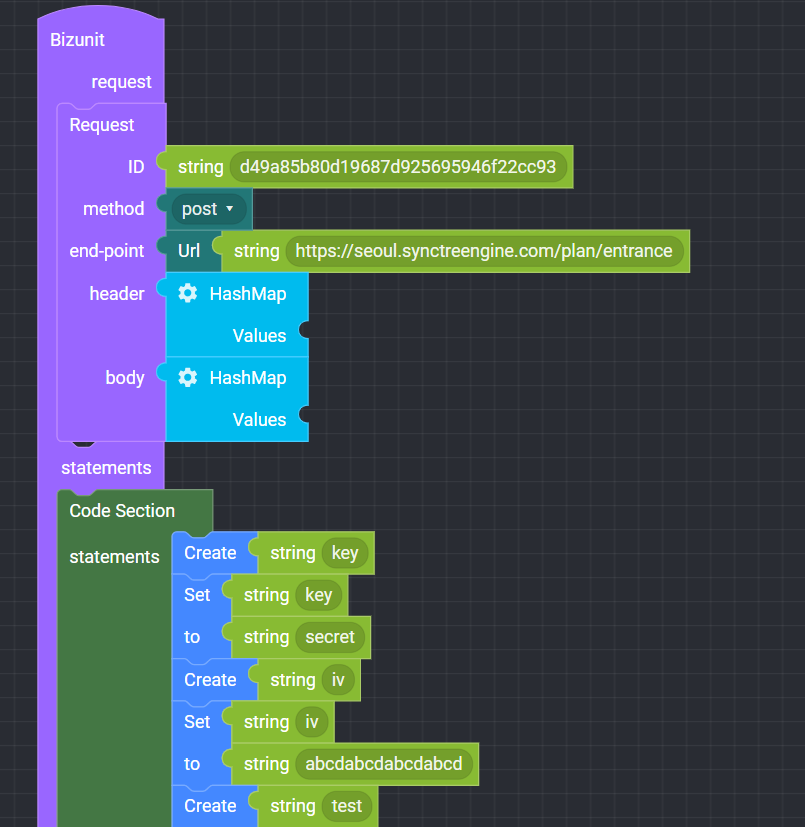 Bizunit
request
Request
ID string d49a85b80d19687d925695946f22cc93
method post
end-point Url string https://seoul.synctreengine.com/plan/entrance
header HashMap
Values
body HashMap
Values
statements
Code Section
statements Create string key
Set string key
to string secret
Create string iv
Set string iv
to string abcdabcdabcdabcd
Create string test